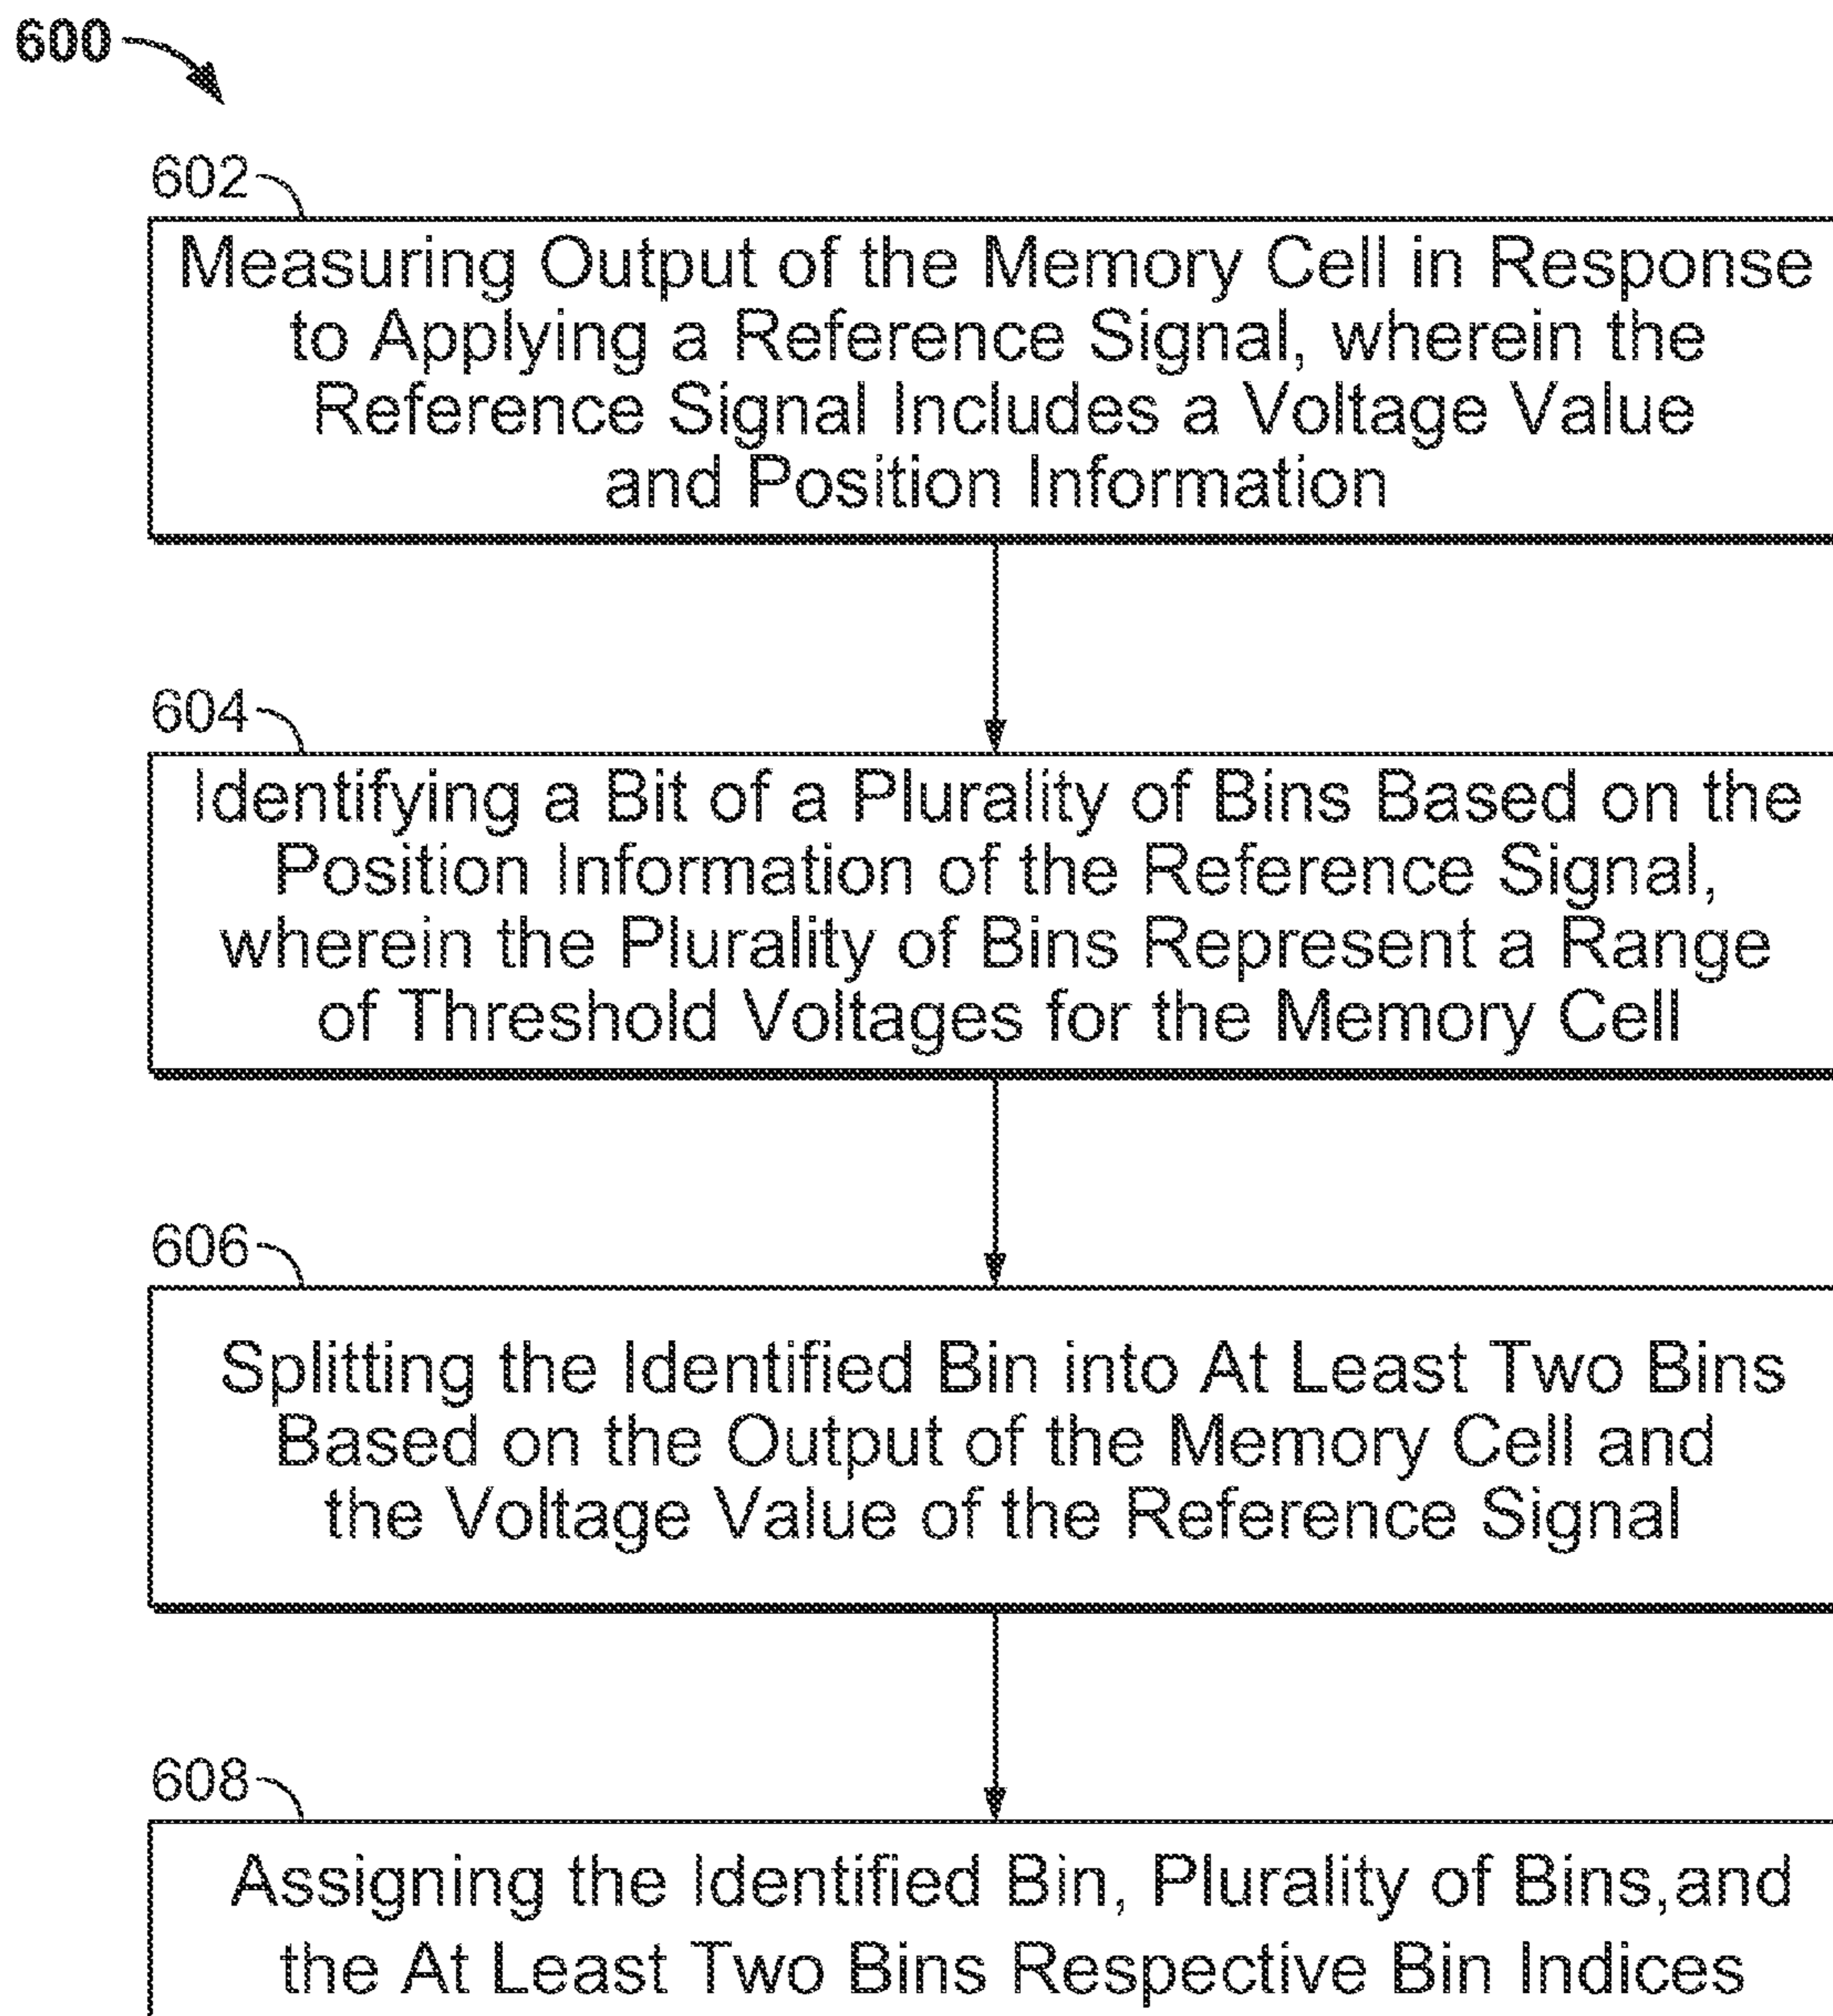 600
602
Measuring Output of the Memory Cell in Response
to Applying a Reference Signal, wherein the
Reference Signal Includes a Voltage Value
and Position Information
604
Identifying a Bit of a Plurality of Bins Based on the
Position Information of the Reference Signal,
wherein the Plurality of Bins Represent a Range
of Threshold Voltages for the Memory Cell
606
Splitting the Identified Bin into At Least Two Bins
Based on the Output of the Memory Cell and
the Voltage Value of the Reference Signal
608
Assigning the Identified Bin, Plurality of Bins,and
the At Least Two Bins Respective Bin Indices